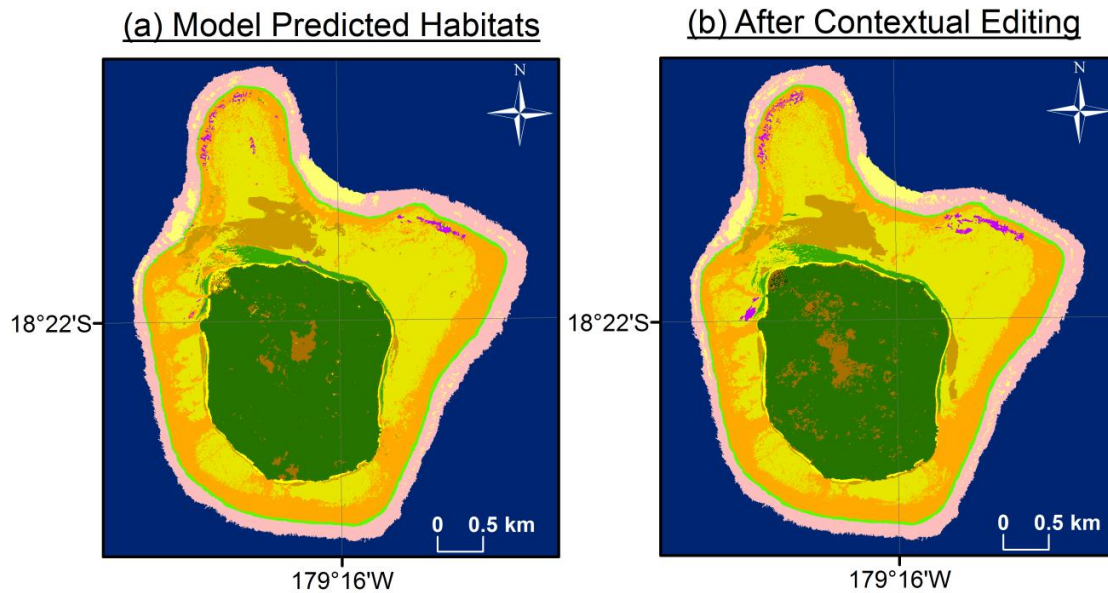 (a) Model Predicted Habitats
(b) After Contextual Editing
N
N
18°22'S
18°22'S
0 0.5 km
0 0.5 km
179°16'W
179°16'W